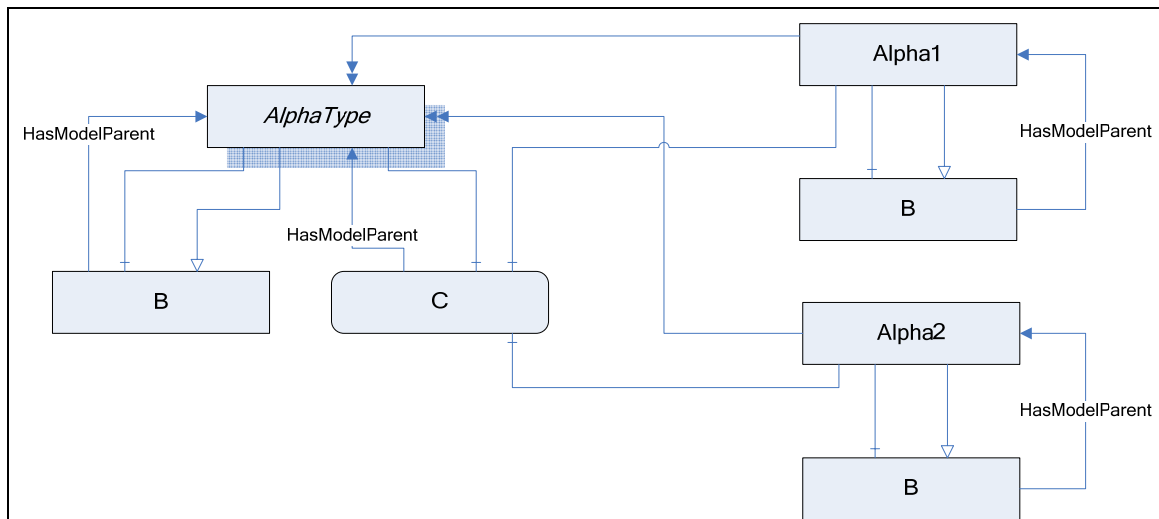 Alpha1
AlphaType
HasModelParent
HasModelParent
B
HasModelParent
B
C
Alpha2
HasModelParent
B